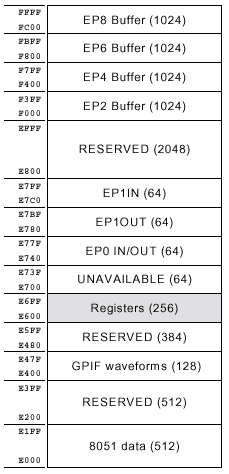 FFFF
EP8 Buffer (1024)
FC00
FBFF
EP6 Buffer (1024)
F800
F7FF
EP4 Buffer (1024)
F400
F3FF
EP2 Buffer (1024)
F000
EFFF
RESERVED (2048)
E800
E7FF
EP1IN (64)
E7C0
E7BF
EP1OUT (64)
E780
E77F
EP0 IN/OUT (64)
E740
E73F
UNAVAILABLE (64)
E700
E6FF
Registers (256)
E600
E5FF
RESERVED (384)
E480
E47F
GPIF waveforms (128)
E400
E3FF
RESERVED (512)
E200
E1FF
8051 data (512)
E000